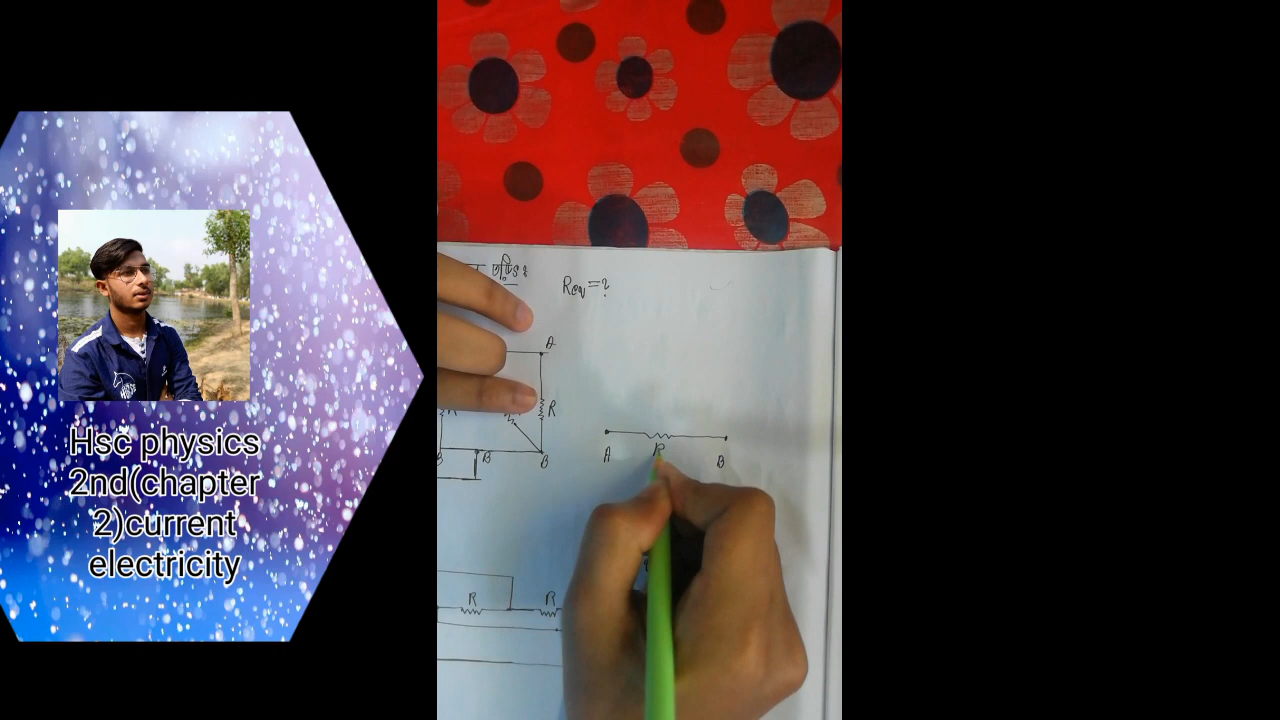 Hsc physics
2nd(chapter
2)current
electricity
Req=?
A
R
R
A
R
B
B
B
R
R